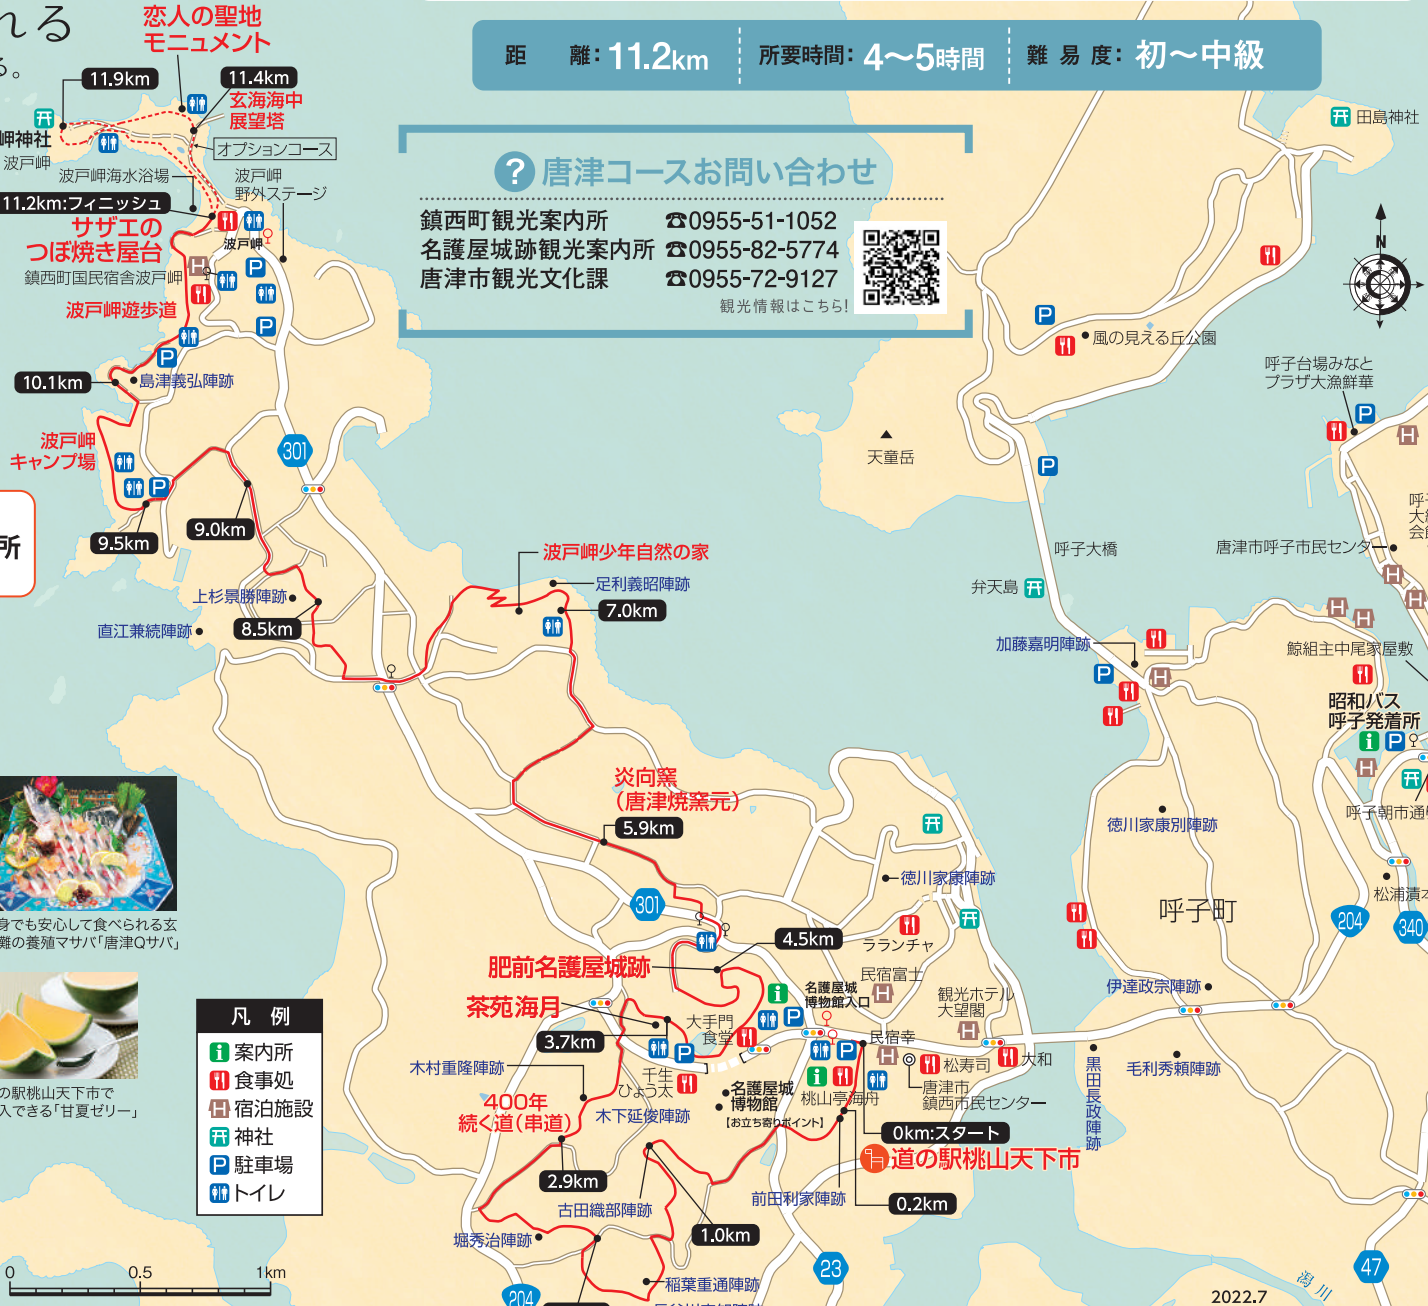 れる
る。
恋人の聖地
モニュメント
距　離：11.2km
所要時間：4〜5時間
難易度：初〜中級
11.9km
11.4km
玄海海中
展望塔
岬神社
波戸岬
オプションコース
波戸岬海水浴場
波戸岬
野外ステージ
11.2km:フィニッシュ
サザエの
つぼ焼き屋台
波戸岬
鎮西町国民宿舎波戸岬
波戸岬遊歩道
10.1km
島津義弘陣跡
? 唐津コースお問い合わせ
鎮西町観光案内所 ☎0955-51-1052
名護屋城跡観光案内所 ☎0955-82-5774
唐津市観光文化課 ☎0955-72-9127
観光情報はこちら!
田島神社
N
風の見える丘公園
呼子台場みなと
プラザ大漁鮮華
天童岳
波戸岬
キャンプ場
301
9.5km
9.0km
所
波戸岬少年自然の家
足利義昭陣跡
7.0km
上杉景勝陣跡
8.5km
直江兼続陣跡
呼子大橋
弁天島
唐津市呼子市民センター
加藤嘉明陣跡
鯨組主中尾家屋敷
昭和バス
呼子発着所
呼子朝市通り
炎向窯
（唐津焼窯元）
5.9km
徳川家康別陣跡
徳川家康陣跡
301
呼子町
204
340
松浦漬本
身でも安心して食べられる玄
灘の養殖マサバ「唐津Qサバ」
4.5km
ラランチャ
肥前名護屋城跡
民宿富士
名護屋城
博物館入口
観光ホテル
大望閣
伊達政宗陣跡
茶苑海月
大手門
食堂
3.7km
民宿幸
松寿司
大和
黒田長政陣跡
毛利秀頼陣跡
木村重隆陣跡
千生
ひょう太
名護屋城
博物館
【お立ち寄りポイント】
桃山亭海舟
唐津市
鎮西市民センター
400年
続く道（串道）
木下延俊陣跡
0km:スタート
道の駅桃山天下市
の駅桃山天下市で
入できる「甘夏ゼリー」
凡例
案内所
食事処
宿泊施設
神社
駐車場
トイレ
2.9km
古田織部陣跡
前田利家陣跡
0.2km
1.0km
堀秀治陣跡
稲葉重通陣跡
23
47
204
潟川
0 0.5 1km
2022.7